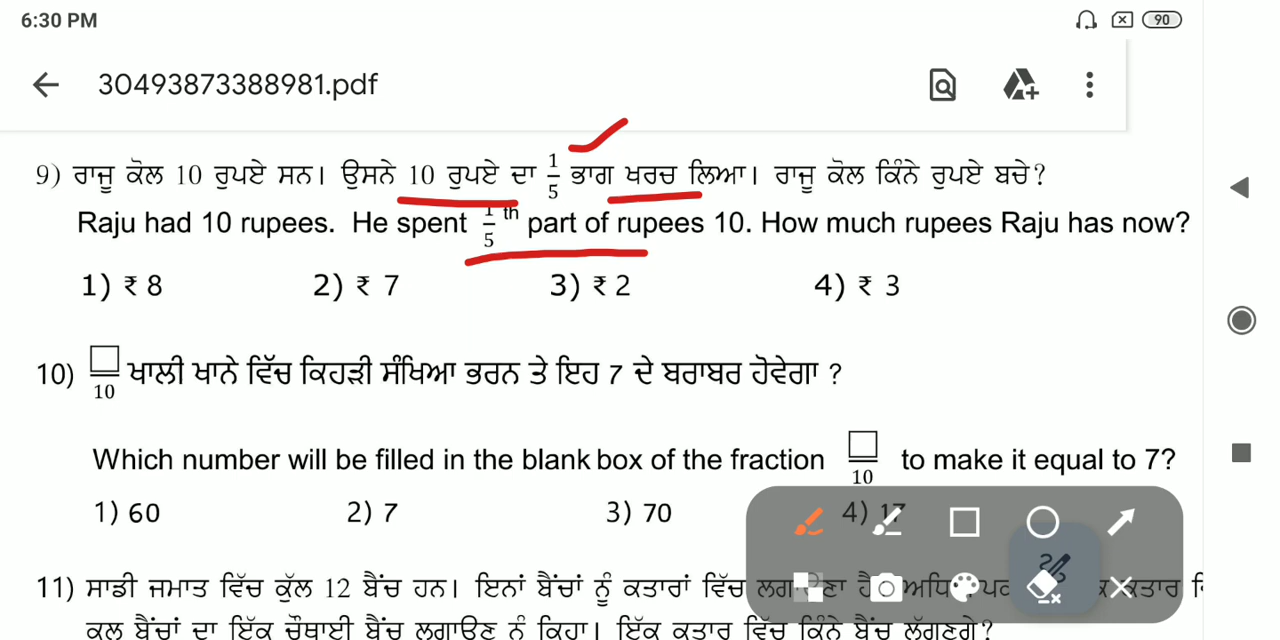 6:30 PM
90
30493873388981.pdf
9) ਰਾਜੂ ਕੋਲ 10 ਰੁਪਏ ਸਨ। ਉਸਨੇ 10 ਰੁਪਏ ਦਾ 1/5 ਭਾਗ ਖਰਚ ਲਿਆ। ਰਾਜੂ ਕੋਲ ਕਿੰਨੇ ਰੁਪਏ ਬਚੇ?
Raju had 10 rupees. He spent 1/5 th part of rupees 10. How much rupees Raju has now?
1) ₹ 8 2) ₹ 7 3) ₹ 2 4) ₹ 3
10) □/10 ਖਾਲੀ ਖਾਨੇ ਵਿੱਚ ਕਿਹੜੀ ਸੰਖਿਆ ਭਰਨ ਤੇ ਇਹ 7 ਦੇ ਬਰਾਬਰ ਹੋਵੇਗਾ ?
Which number will be filled in the blank box of the fraction □/10 to make it equal to 7?
1) 60 2) 7 3) 70 4) 17
11) ਸਾਡੀ ਜਮਾਤ ਵਿੱਚ ਕੁੱਲ 12 ਬੈਂਚ ਹਨ। ਇਨਾਂ ਬੈਂਚਾਂ ਨੂੰ ਕਤਾਰਾਂ ਵਿੱਚ ਕਤਾਰ
ਕੁਲ ਬੈਂਚਾਂ ਦਾ ਇੱਕ ਚੌਥਾਈ ਬੈਂਚ ਲਗਾਉਣ ਨੂੰ ਕਿਹਾ। ਇੱਕ ਕਤਾਰ ਵਿੱਚ ਕਿੰਨੇ ਬੈਂਚ ਲੱਗਣਗੇ?